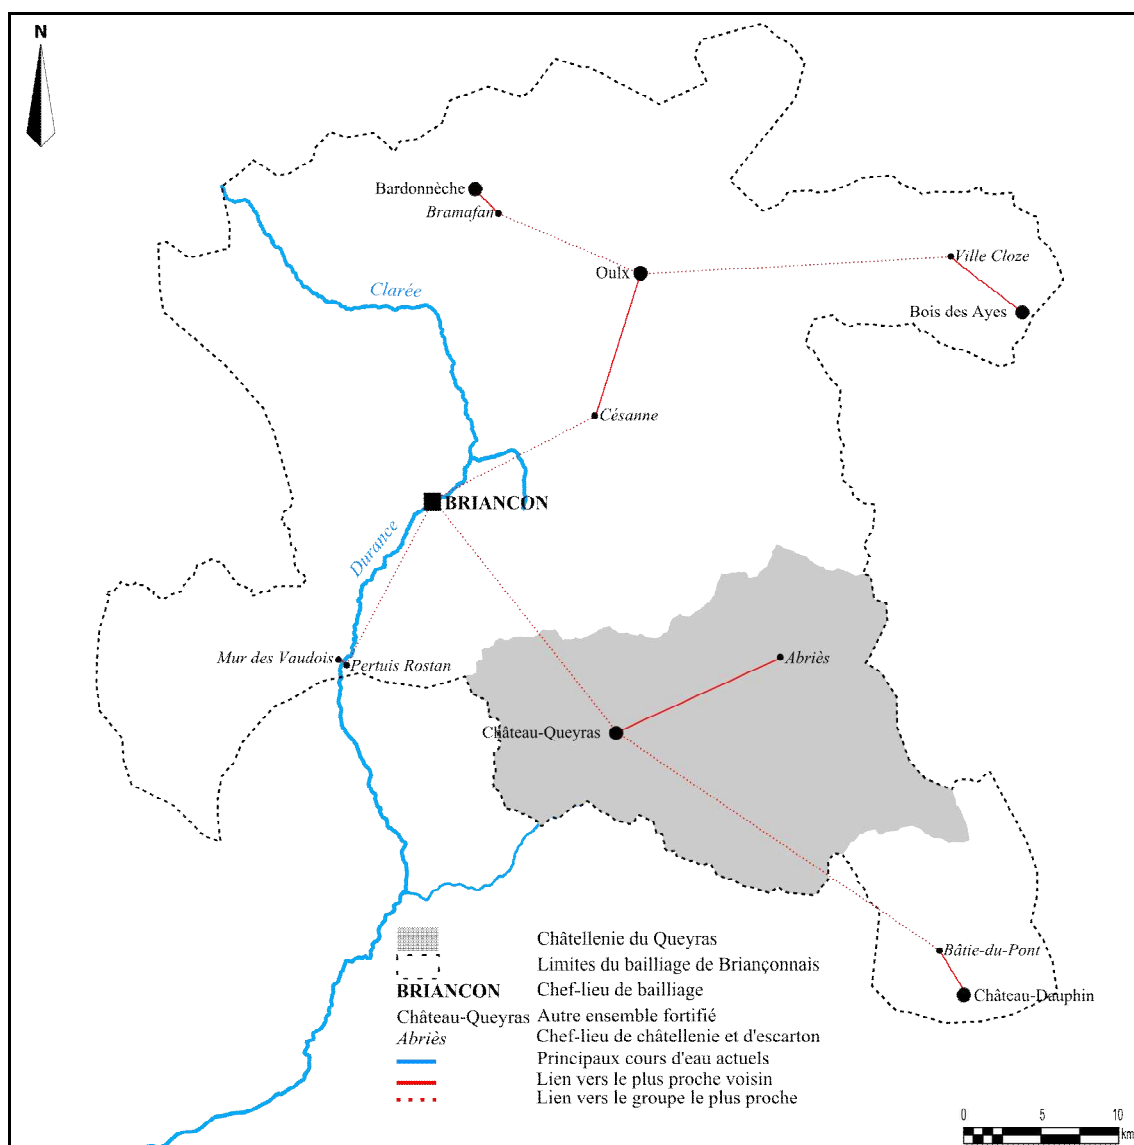 N
Bardonnèche
Bramafan
Ville Cloze
Oulx
Clarée
Bois des Ayes
Césanne
BRIANCON
Durance
Mur des Vaudois
Pertuis Rostan
Abriès
Château-Queyras
Bâtie-du-Pont
Château-Dauphin
Châtellenie du Queyras
Limites du bailliage de Briançonnais
BRIANCON Chef-lieu de bailliage
Château-Queyras Autre ensemble fortifié
Abriès Chef-lieu de châtellenie et d'escarton
Principaux cours d'eau actuels
Lien vers le plus proche voisin
Lien vers le groupe le plus proche
0 5 10
km